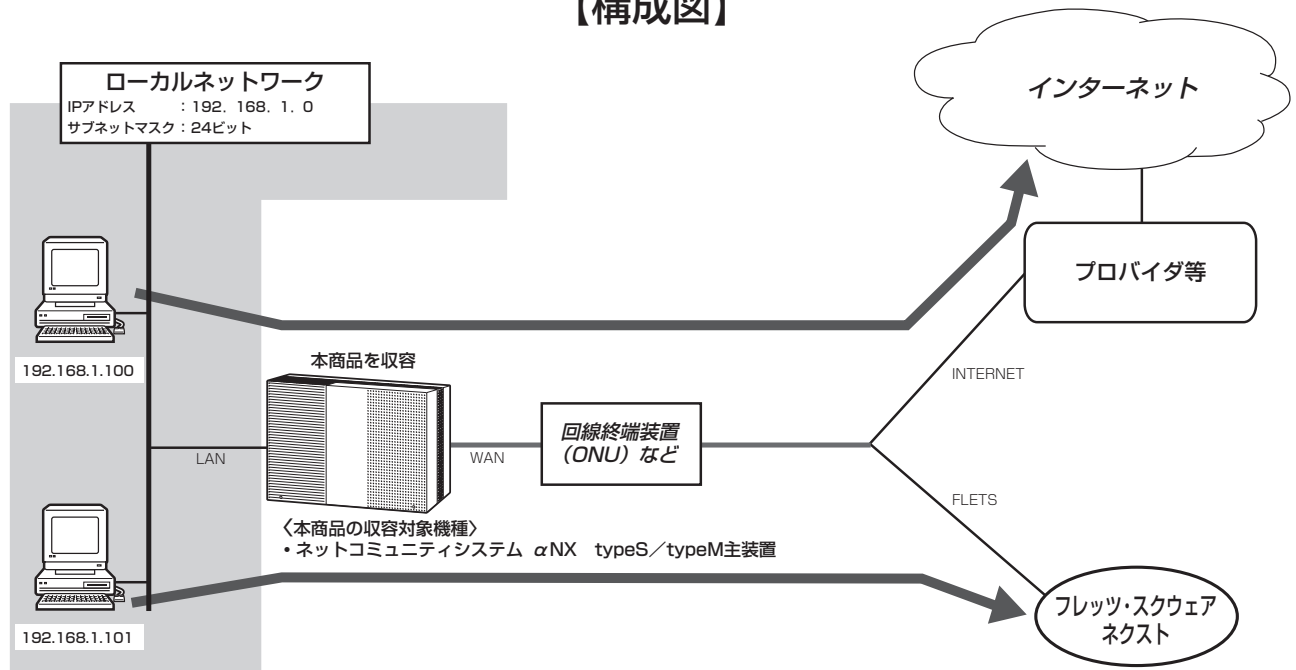 【構成図】
ローカルネットワーク
IPアドレス　　：192. 168. 1. 0
サブネットマスク：24ビット
インターネット
プロバイダ等
192.168.1.100
本商品を収容
INTERNET
LAN
WAN
回線終端装置
（ONU）など
FLETS
〈本商品の収容対象機種〉
・ネットコミュニティシステム αNX typeS／typeM主装置
192.168.1.101
フレッツ・スクウェア
ネクスト